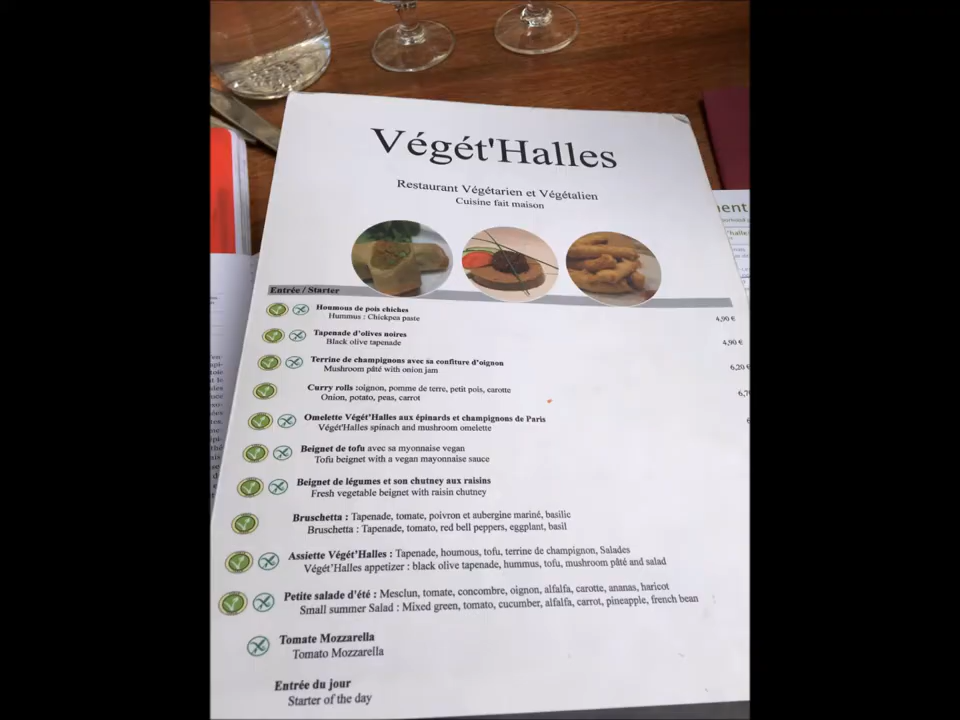 Végét'Halles
Restaurant Végétarien et Végétalien
Cuisine fait maison
Entrée / Starter
Houmous de pois chiches
Hummus : Chickpea paste
4,90 €
Tapenade d'olives noires
Black olive tapenade
4,90 €
Terrine de champignons avec sa confiture d'oignon
Mushroom pâté with onion jam
6,20
Curry rolls :oignon, pomme de terre, petit pois, carotte
Onion, potato, peas, carrot
Omelette Végét'Halles aux épinards et champignons de Paris
Végét'Halles spinach and mushroom omelette
Beignet de tofu avec sa myonnaise vegan
Tofu beignet with a vegan mayonnaise sauce
Beignet de légumes et son chutney aux raisins
Fresh vegetable beignet with raisin chutney
Bruschetta : Tapenade, tomate, poivron et aubergine mariné, basilic
Bruschetta : Tapenade, tomato, red bell peppers, eggplant, basil
Assiette Végét'Halles : Tapenade, houmous, tofu, terrine de champignon, Salades
Végét'Halles appetizer : black olive tapenade, hummus, tofu, mushroom pâté and salad
Petite salade d'été : Mesclun, tomate, concombre, oignon, alfalfa, carotte, ananas, haricot
Small summer Salad : Mixed green, tomato, cucumber, alfalfa, carrot, pineapple, french bean
Tomate Mozzarella
Tomato Mozzarella
Entrée du jour
Starter of the day